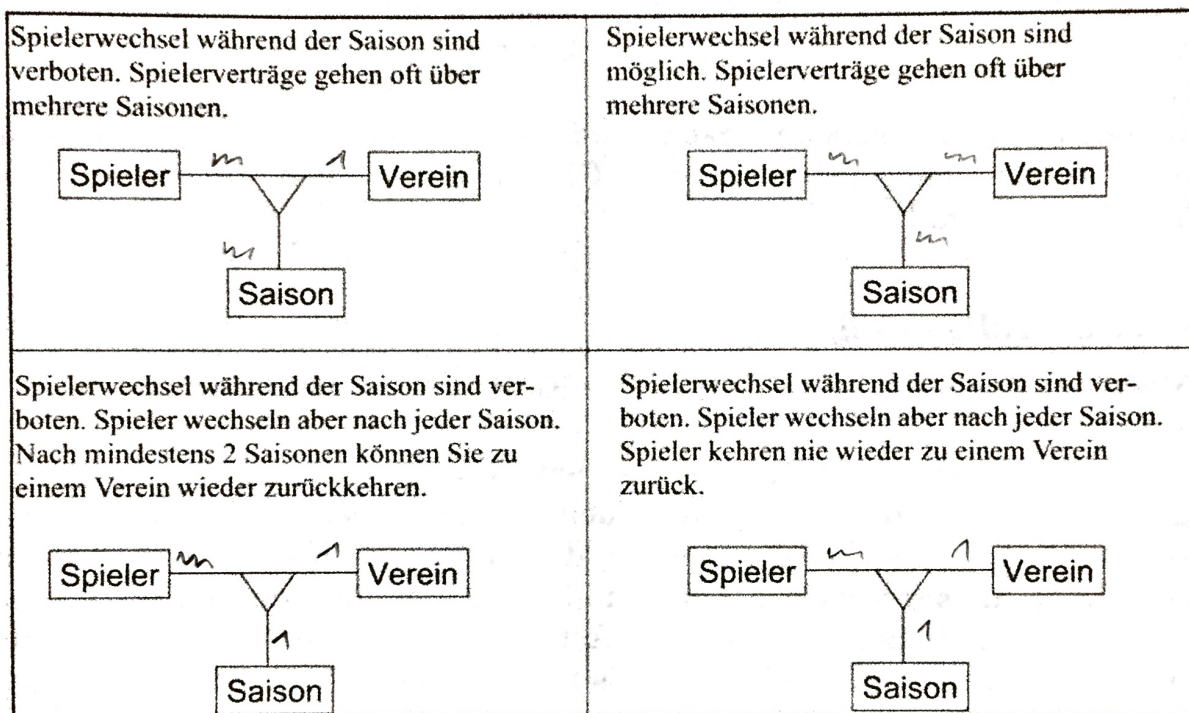 Spielerwechsel während der Saison sind
verboten. Spielerverträge gehen oft über
mehrere Saisonen.
Spieler m 1 Verein
m
Saison
Spielerwechsel während der Saison sind
möglich. Spielerverträge gehen oft über
mehrere Saisonen.
Spieler m m Verein
m
Saison
Spielerwechsel während der Saison sind ver-
boten. Spieler wechseln aber nach jeder Saison.
Nach mindestens 2 Saisonen können Sie zu
einem Verein wieder zurückkehren.
Spieler m 1 Verein
1
Saison
Spielerwechsel während der Saison sind ver-
boten. Spieler wechseln aber nach jeder Saison.
Spieler kehren nie wieder zu einem Verein
zurück.
Spieler m 1 Verein
1
Saison